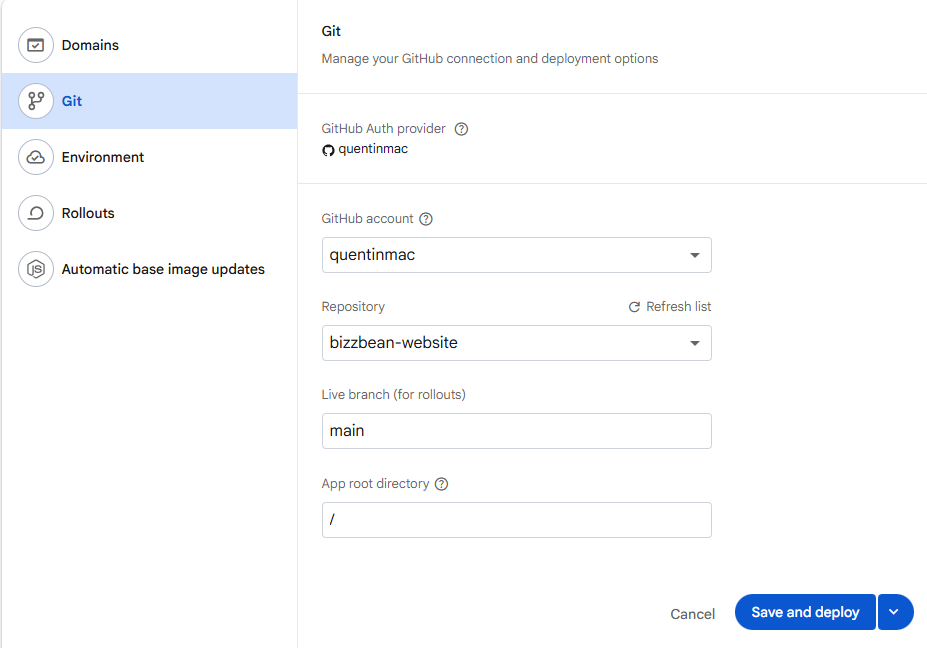 Domains
Git
Environment
Rollouts
JS
Automatic base image updates
Git
Manage your GitHub connection and deployment options
GitHub Auth provider ?
quentinmac
GitHub account ?
quentinmac
Repository
Refresh list
bizzbean-website
Live branch (for rollouts)
main
App root directory ?
/
Cancel
Save and deploy